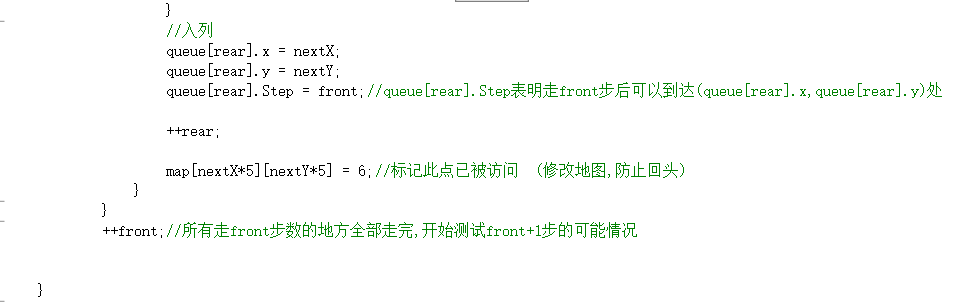 }
//入列
queue[rear].x = nextX;
queue[rear].y = nextY;
queue[rear].Step = front;//queue[rear].Step表明走front步后可以到达(queue[rear].x,queue[rear].y)处
++rear;
map[nextX*5][nextY*5] = 6;//标记此点已被访问 (修改地图,防止回头)
}
}
++front;//所有走front步数的地方全部走完,开始测试front+1步的可能情况
}